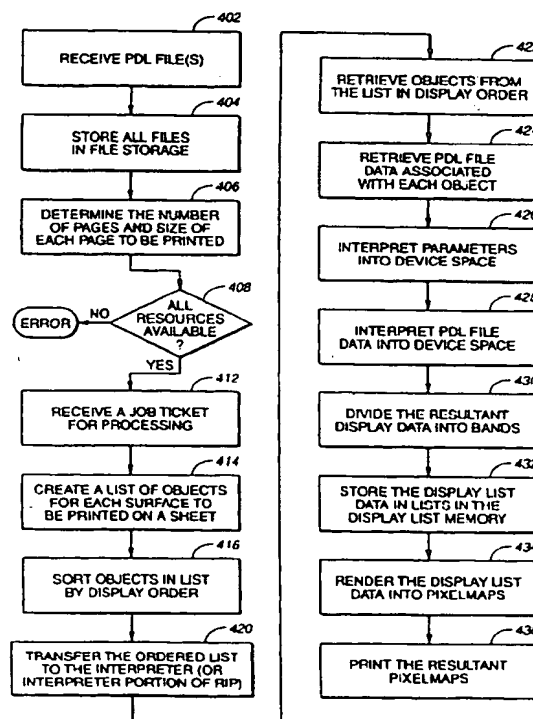 402
RECEIVE PDL FILE(S)
404
STORE ALL FILES
IN FILE STORAGE
406
DETERMINE THE NUMBER
OF PAGES AND SIZE OF
EACH PAGE TO BE PRINTED
408
ALL
RESOURCES
AVAILABLE
?
NO
ERROR
YES
412
RECEIVE A JOB TICKET
FOR PROCESSING
414
CREATE A LIST OF OBJECTS
FOR EACH SURFACE TO
BE PRINTED ON A SHEET
416
SORT OBJECTS IN LIST
BY DISPLAY ORDER
420
TRANSFER THE ORDERED LIST
TO THE INTERPRETER (OR
INTERPRETER PORTION OF RIP)
RETRIEVE OBJECTS FROM
THE LIST IN DISPLAY ORDER
RETRIEVE PDL FILE
DATA ASSOCIATED
WITH EACH OBJECT
INTERPRET PARAMETERS
INTO DEVICE SPACE
INTERPRET PDL FILE
DATA INTO DEVICE SPACE
DIVIDE THE RESULTANT
DISPLAY DATA INTO BANDS
STORE THE DISPLAY LIST
DATA IN LISTS IN THE
DISPLAY LIST MEMORY
RENDER THE DISPLAY LIST
DATA INTO PIXELMAPS
PRINT THE RESULTANT
PIXELMAPS